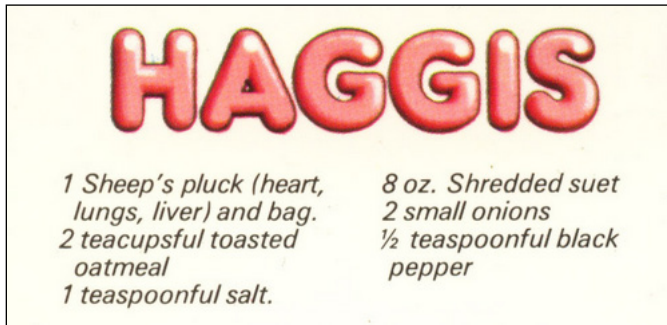 HAGGIS
1 Sheep's pluck (heart,
lungs, liver) and bag.
2 teacupsful toasted
oatmeal
1 teaspoonful salt.
8 oz. Shredded suet
2 small onions
½ teaspoonful black
pepper